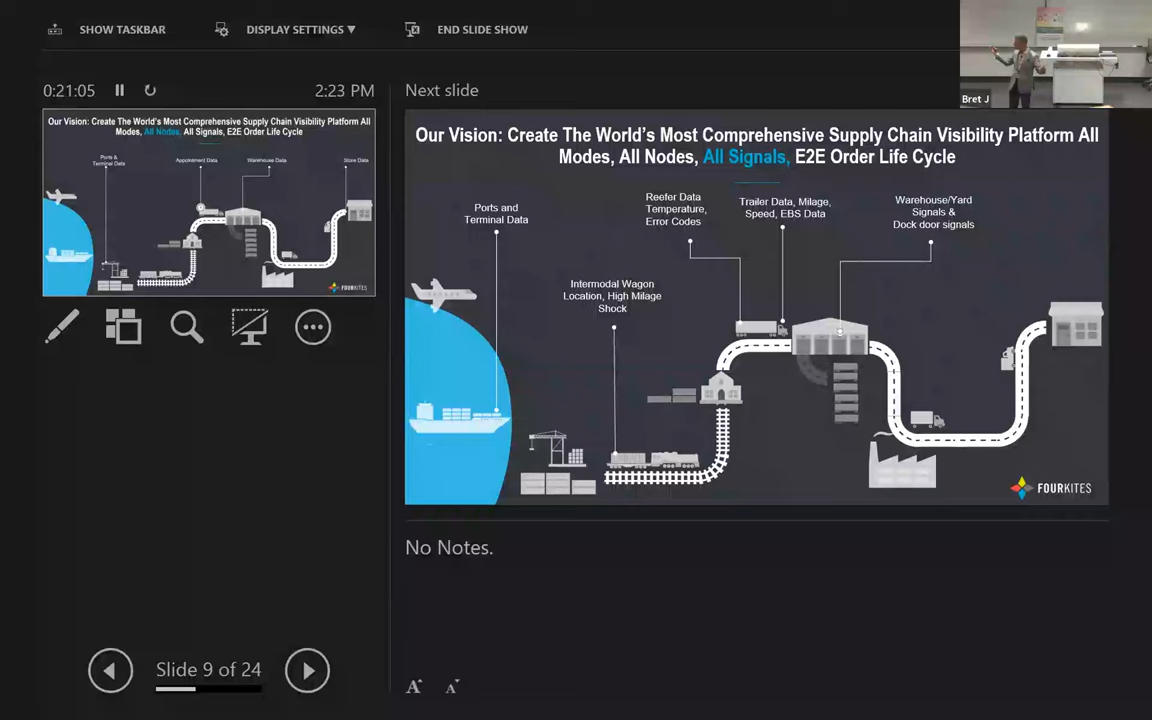 SHOW TASKBAR
DISPLAY SETTINGS ▼
END SLIDE SHOW
Bret J
0:21:05
2:23 PM
Our Vision: Create The World's Most Comprehensive Supply Chain Visibility Platform All
Modes, All Nodes, All Signals, E2E Order Life Cycle
Ports &
Terminal Data
Appointment Data
Warehouse Data
Store Data
FOURKITES
Next slide
Our Vision: Create The World's Most Comprehensive Supply Chain Visibility Platform All
Modes, All Nodes, All Signals, E2E Order Life Cycle
Ports and
Terminal Data
Intermodal Wagon
Location, High Milage
Shock
Reefer Data
Temperature,
Error Codes
Trailer Data, Milage,
Speed, EBS Data
Warehouse/Yard
Signals &
Dock door signals
FOURKITES
No Notes.
Slide 9 of 24
A A